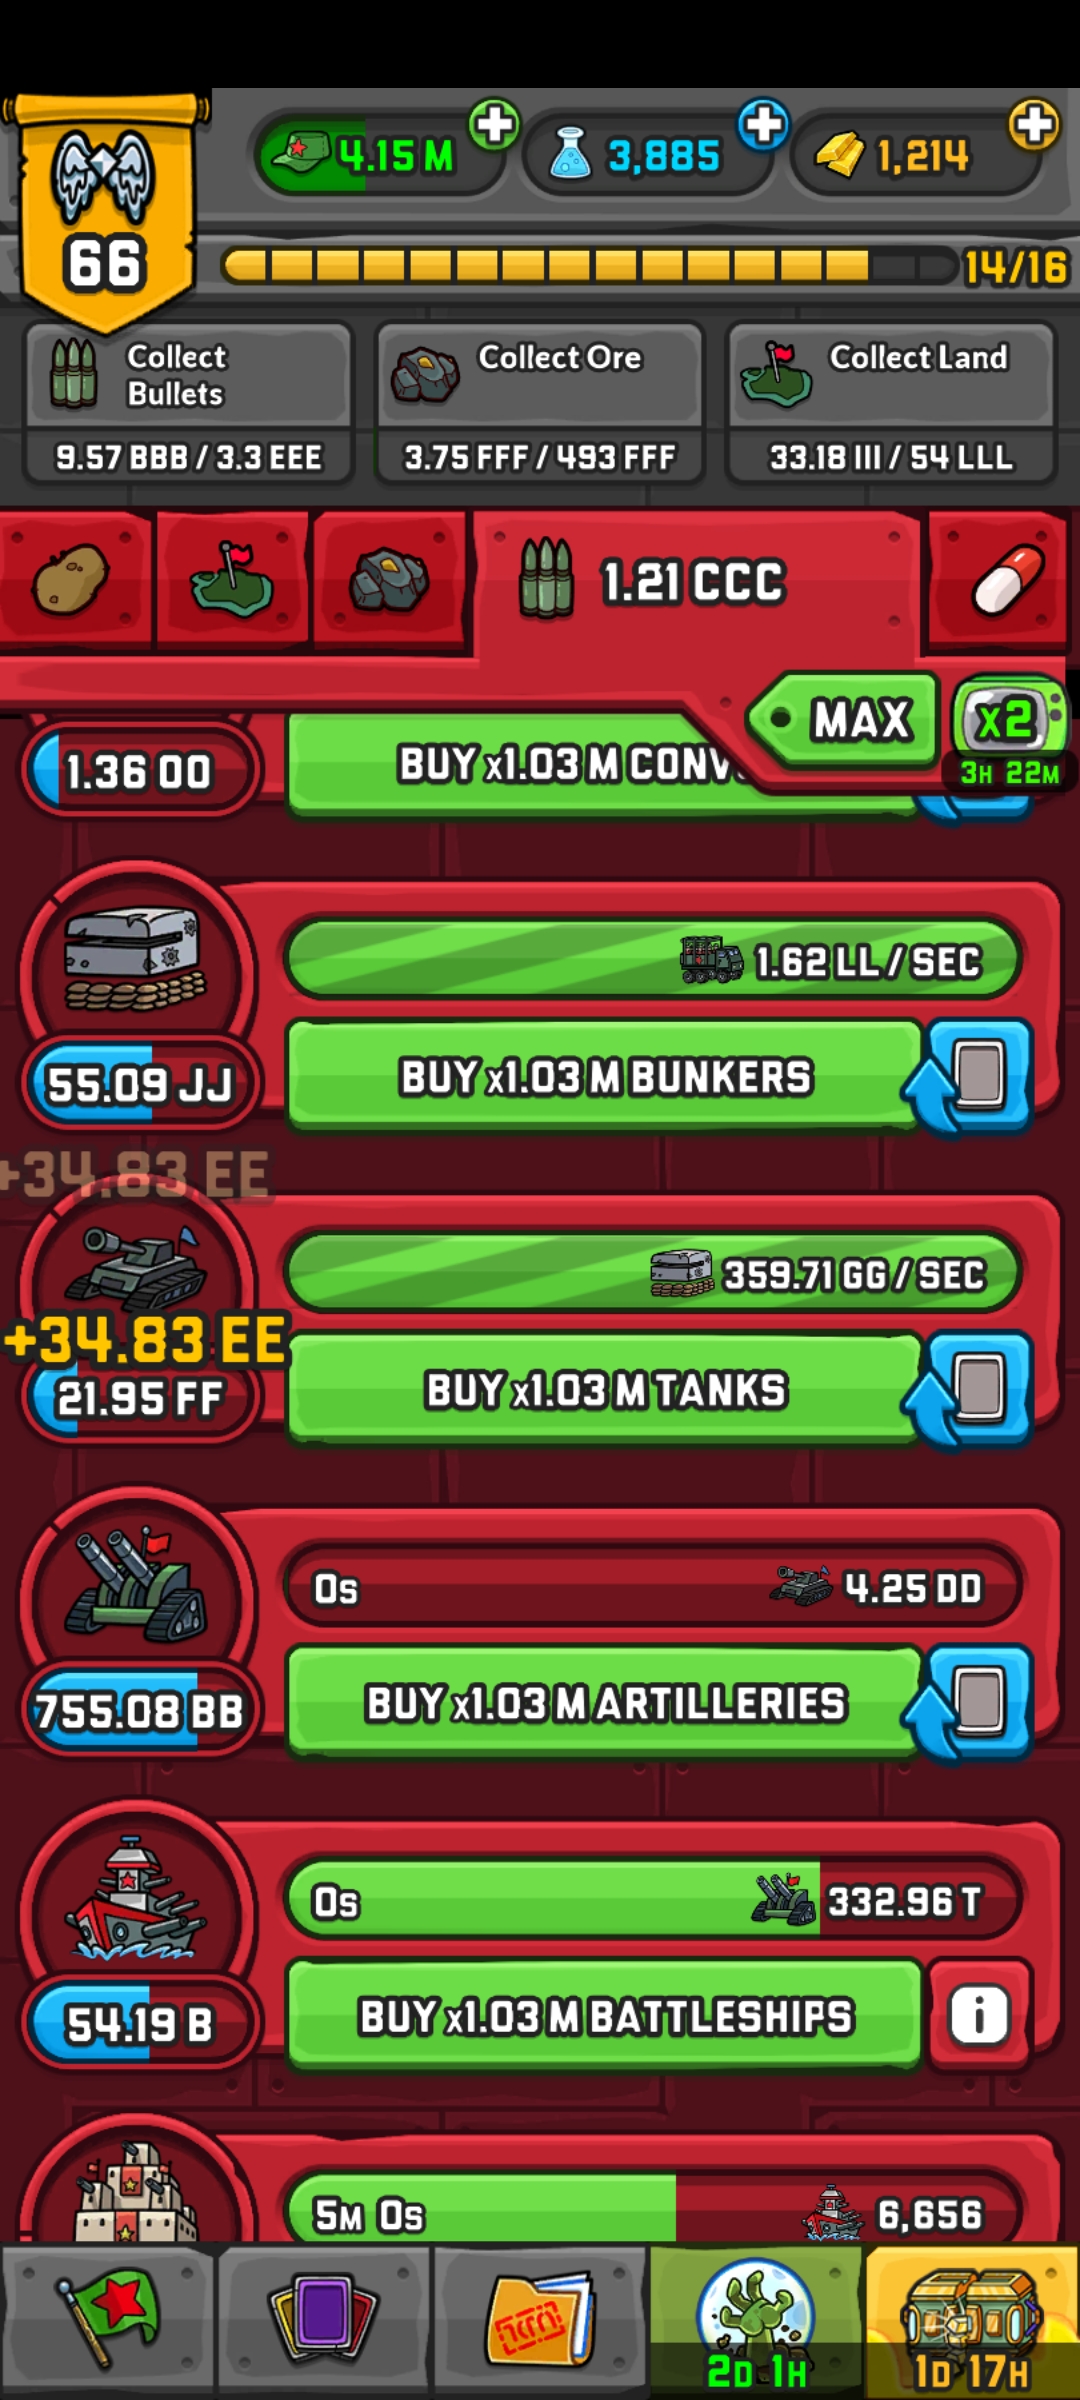 4.15 M
3,885
1,214
66
14/16
Collect
Bullets
Collect Ore
Collect Land
9.57 BBB / 3.3 EEE
3.75 FFF / 493 FFF
33.18 III / 54 LLL
1.21 CCC
MAX
x2
3H 22M
1.36 OO
BUY x1.03 M CONV
1.62 LL / SEC
55.09 JJ
BUY x1.03 M BUNKERS
+34.83 EE
359.71 GG / SEC
+34.83 EE
21.95 FF
BUY x1.03 M TANKS
0s
4.25 DD
755.08 BB
BUY x1.03 M ARTILLERIES
0s
332.96 T
54.19 B
BUY x1.03 M BATTLESHIPS
i
5M 0s
6,656
2D 1H
1D 17H